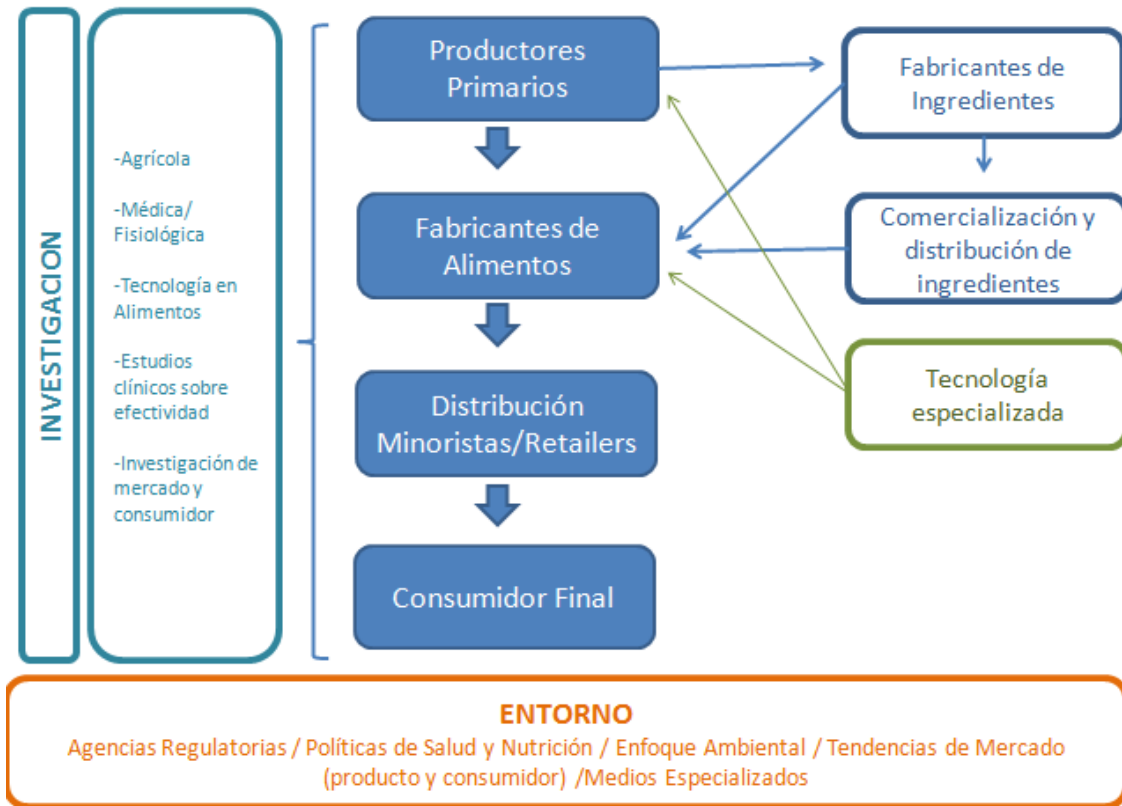 INVESTIGACION
-Agrícola
-Médica/
Fisiológica
-Tecnología en
Alimentos
-Estudios
clínicos sobre
efectividad
-Investigación de
mercado y
consumidor
Productores
Primarios
Fabricantes de
Alimentos
Distribución
Minoristas/Retailers
Consumidor Final
Fabricantes de
Ingredientes
Comercialización y
distribución de
ingredientes
Tecnología
especializada
ENTORNO
Agencias Regulatorias / Políticas de Salud y Nutrición / Enfoque Ambiental / Tendencias de Mercado
(producto y consumidor) /Medios Especializados